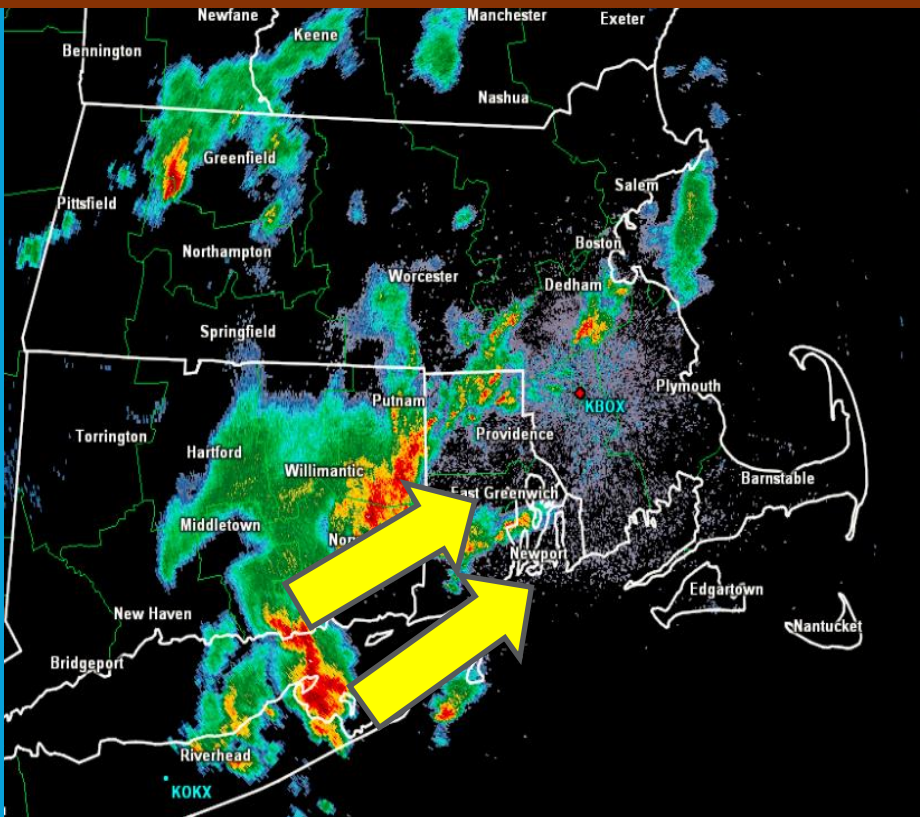 Newfane
Manchester
Exeter
Keene
Bennington
Nashua
Greenfield
Salem
Pittsfield
Boston
Northampton
Worcester
Dedham
Springfield
Plymouth
Putnam
KBOX
Torrington
Providence
Hartford
Willimantic
Barnstable
East Greenwich
Middletown
Nor
Newport
Edgartown
New Haven
Nantucket
Bridgeport
Riverhead
KOKX